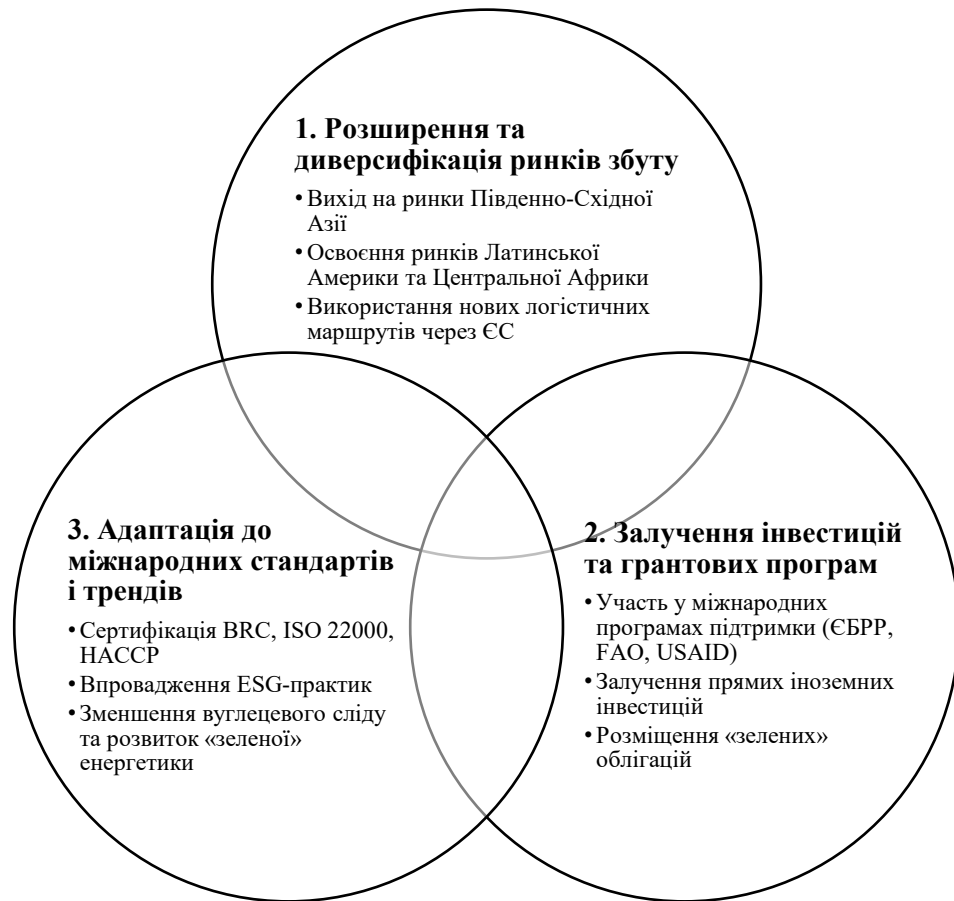 1. Розширення та
диверсифікація ринків збуту
• Вихід на ринки Південно-Східної
Азії
• Освоєння ринків Латинської
Америки та Центральної Африки
• Використання нових логістичних
маршрутів через ЄС
2. Залучення інвестицій
та грантових програм
• Участь у міжнародних
програмах підтримки (ЄБРР,
FAO, USAID)
• Залучення прямих іноземних
інвестицій
• Розміщення «зелених»
облігацій
3. Адаптація до
міжнародних стандартів
і трендів
• Сертифікація BRC, ISO 22000,
HACCP
• Впровадження ESG-практик
• Зменшення вуглецевого сліду
та розвиток «зеленої»
енергетики